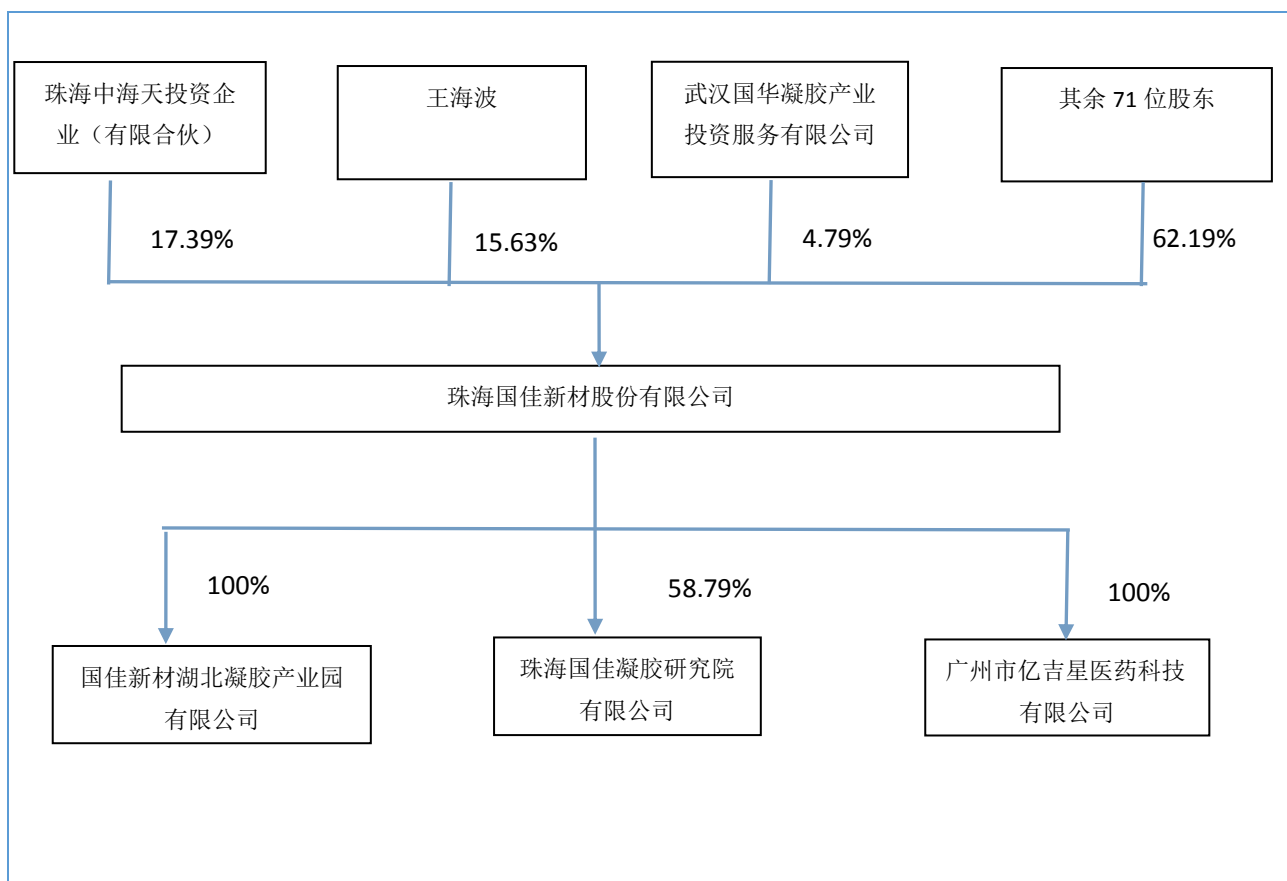 珠海中海天投资企
业（有限合伙）
王海波
武汉国华凝胶产业
投资服务有限公司
其余 71 位股东
17.39%
15.63%
4.79%
62.19%
珠海国佳新材股份有限公司
100%
58.79%
100%
国佳新材湖北凝胶产业园
有限公司
珠海国佳凝胶研究院
有限公司
广州市亿吉星医药科技
有限公司